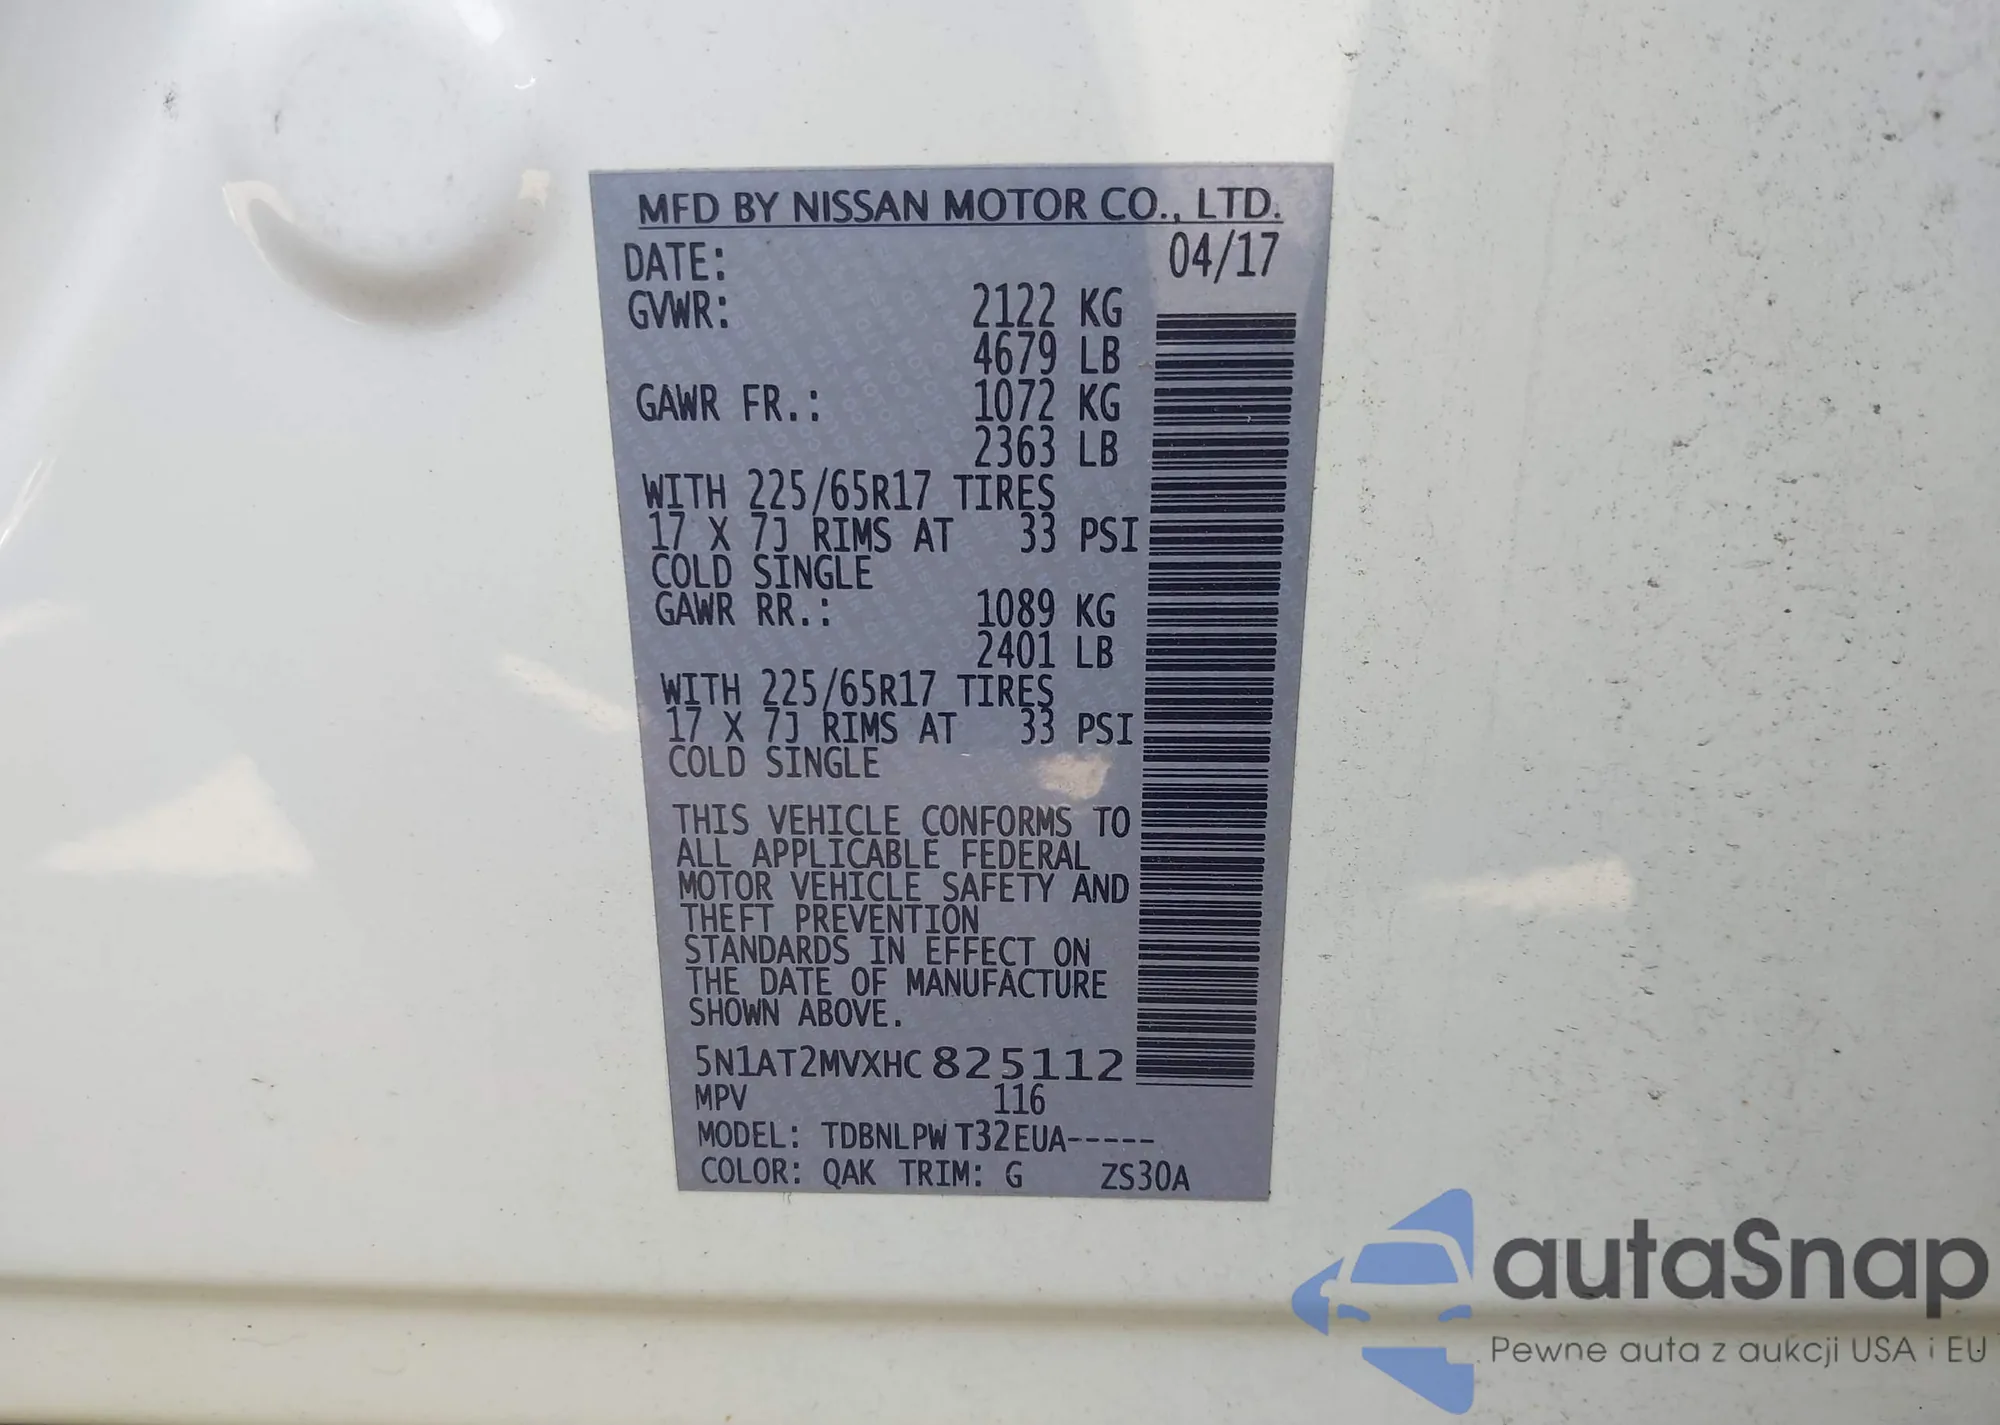 MFD BY NISSAN MOTOR CO., LTD.
DATE: 04/17
GVWR: 2122 KG
4679 LB
GAWR FR.: 1072 KG
2363 LB
WITH 225/65R17 TIRES
17 X 7J RIMS AT 33 PSI
COLD SINGLE
GAWR RR.: 1089 KG
2401 LB
WITH 225/65R17 TIRES
17 X 7J RIMS AT 33 PSI
COLD SINGLE
THIS VEHICLE CONFORMS TO
ALL APPLICABLE FEDERAL
MOTOR VEHICLE SAFETY AND
THEFT PREVENTION
STANDARDS IN EFFECT ON
THE DATE OF MANUFACTURE
SHOWN ABOVE.
5N1AT2MVXHC825112
MPV 116
MODEL: TDBNLPW T32EUA-----
COLOR: QAK TRIM: G ZS30A
autaSnap
Pewne auta z aukcji USA i EU